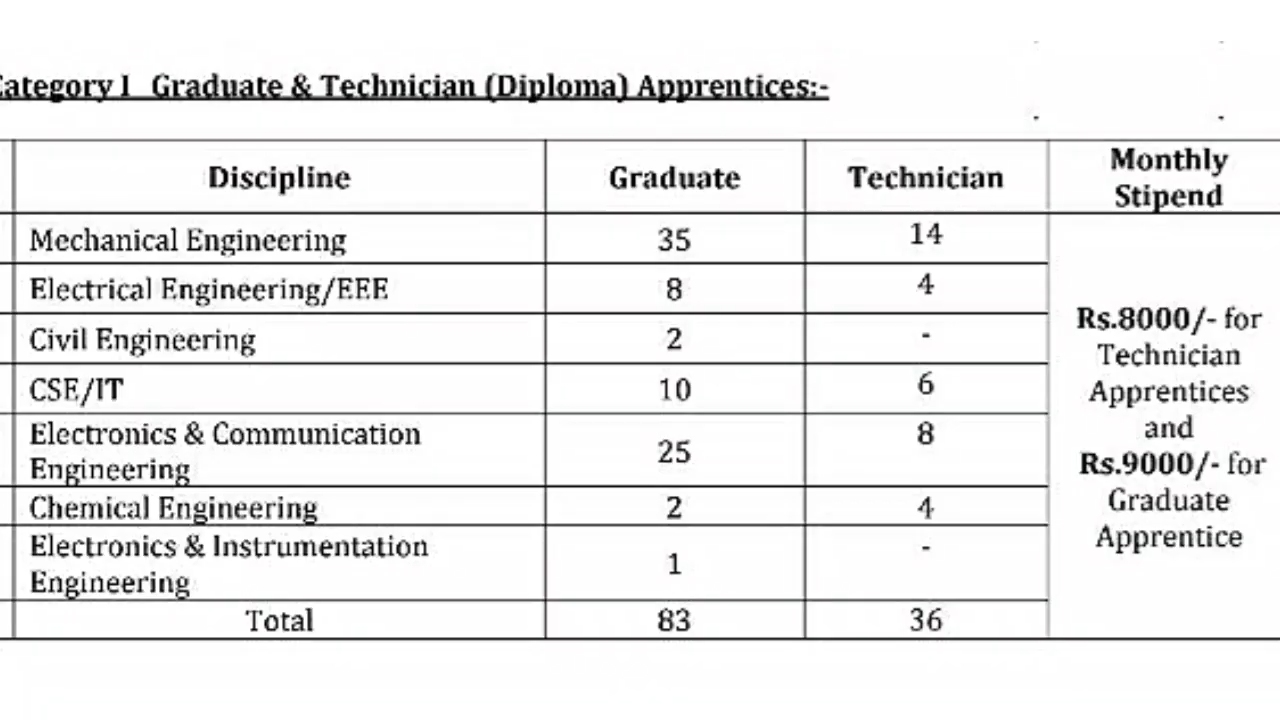 Category I Graduate & Technician (Diploma) Apprentices:-
Discipline Graduate Technician Monthly
Stipend
Mechanical Engineering 35 14
Electrical Engineering/EEE 8 4
Civil Engineering 2 -
CSE/IT 10 6
Electronics & Communication
Engineering 25 8
Chemical Engineering 2 4
Electronics & Instrumentation
Engineering 1 -
Total 83 36
Rs.8000/- for
Technician
Apprentices
and
Rs.9000/- for
Graduate
Apprentice